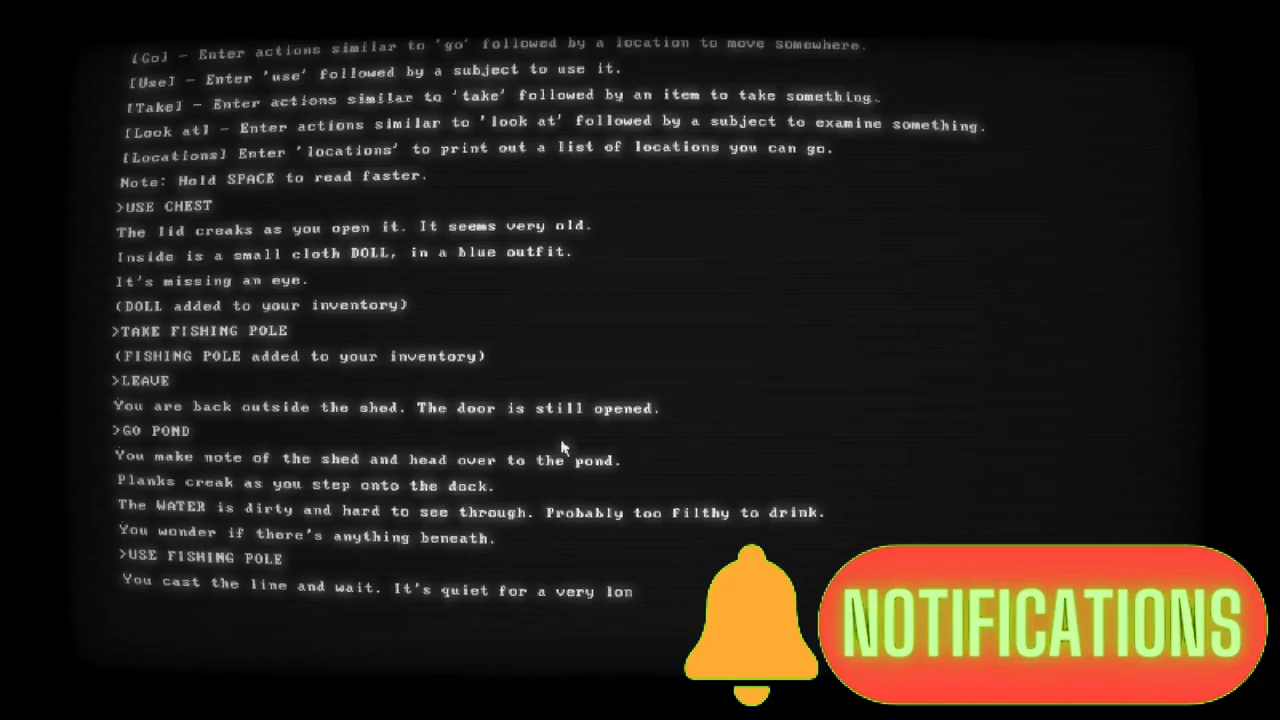 [Go] - Enter actions similar to 'go' followed by a location to move somewhere.
[Use] - Enter 'use' followed by a subject to use it.
[Take] - Enter actions similar to 'take' followed by an item to take something.
[Look at] - Enter actions similar to 'look at' followed by a subject to examine something.
[Locations] Enter 'locations' to print out a list of locations you can go.
Note: Hold SPACE to read faster.
>USE CHEST
The lid creaks as you open it. It seems very old.
Inside is a small cloth DOLL, in a blue outfit.
It's missing an eye.
(DOLL added to your inventory)
>TAKE FISHING POLE
(FISHING POLE added to your inventory)
>LEAVE
You are back outside the shed. The door is still opened.
>GO POND
You make note of the shed and head over to the pond.
Planks creak as you step onto the dock.
The WATER is dirty and hard to see through. Probably too filthy to drink.
You wonder if there's anything beneath.
>USE FISHING POLE
You cast the line and wait. It's quiet for a very lon
NOTIFICATIONS